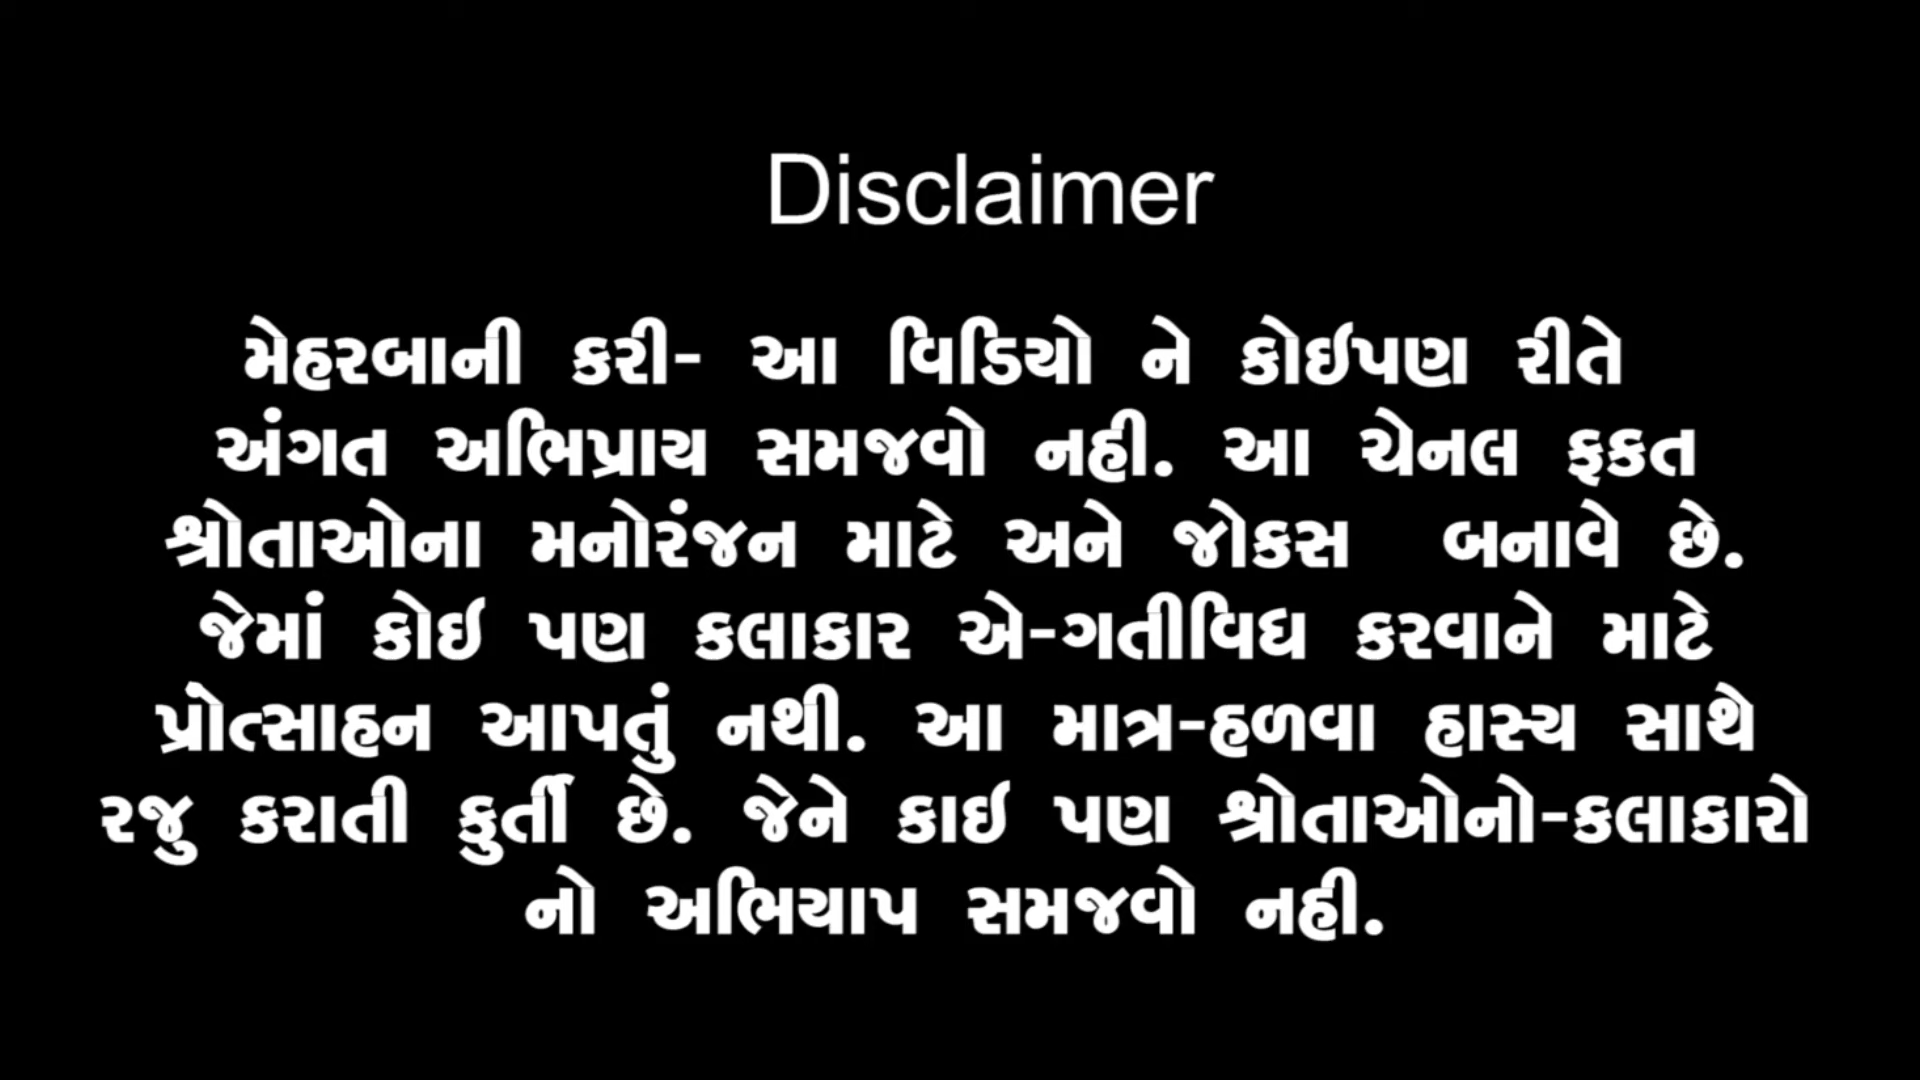 Disclaimer
મેહરબાની કરી- આ વિડિયો ને કોઇપણ રીતે
અંગત અભિપ્રાય સમજવો નહી. આ ચેનલ ફકત
શ્રોતાઓના મનોરંજન માટે અને જોકસ બનાવે છે.
જેમાં કોઇ પણ કલાકાર એ-ગતીવિધ કરવાને માટે
પ્રોત્સાહન આપતું નથી. આ માત્ર-હળવા હાસ્ય સાથે
રજુ કરાતી કુર્તી છે. જેને કાઇ પણ શ્રોતાઓનો-કલાકારો
નો અભિયાપ સમજવો નહી.